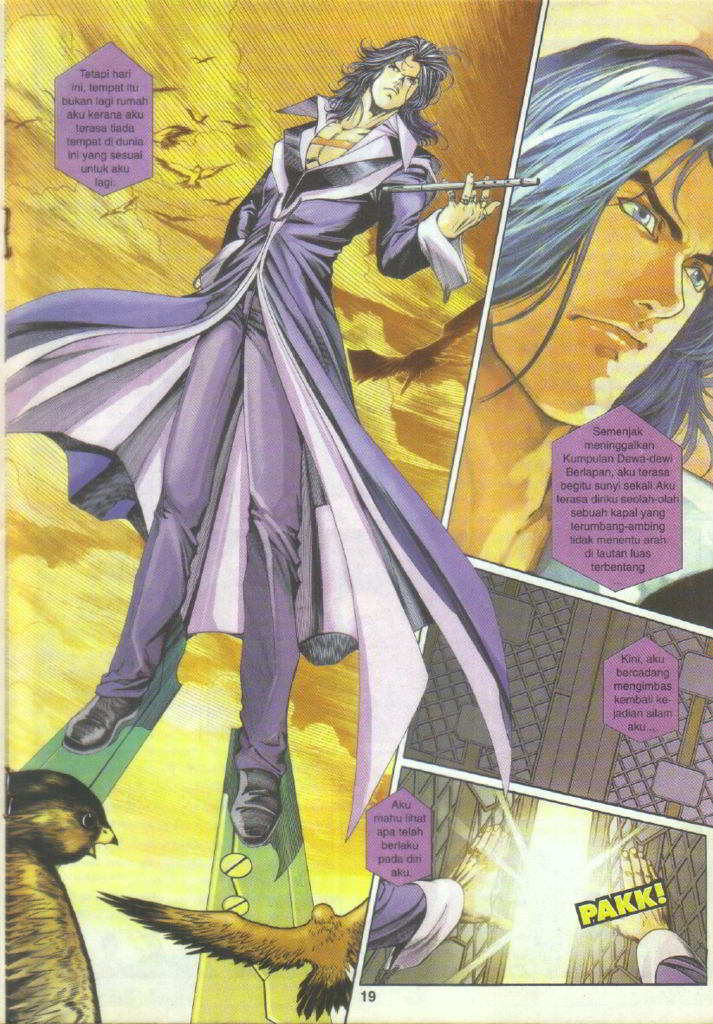 Tetapi hari
ini, tempat itu
bukan lagi rumah
aku kerana aku
terasa tiada
tempat di dunia
ini yang sesuai
untuk aku
lagi.
Semenjak
meninggalkan
Kumpulan Dewa-dewi
Berlapan, aku terasa
begitu sunyi sekali.Aku
terasa diriku seolah-olah
sebuah kapal yang
terumbang-ambing
tidak menentu arah
di lautan luas
terbentang
...
Kini, aku
bercadang
mengimbas
kembali ke-
jadian silam
aku....
Aku
mahu lihat
apa telah
berlaku
pada diri
aku.
PAKK!
19